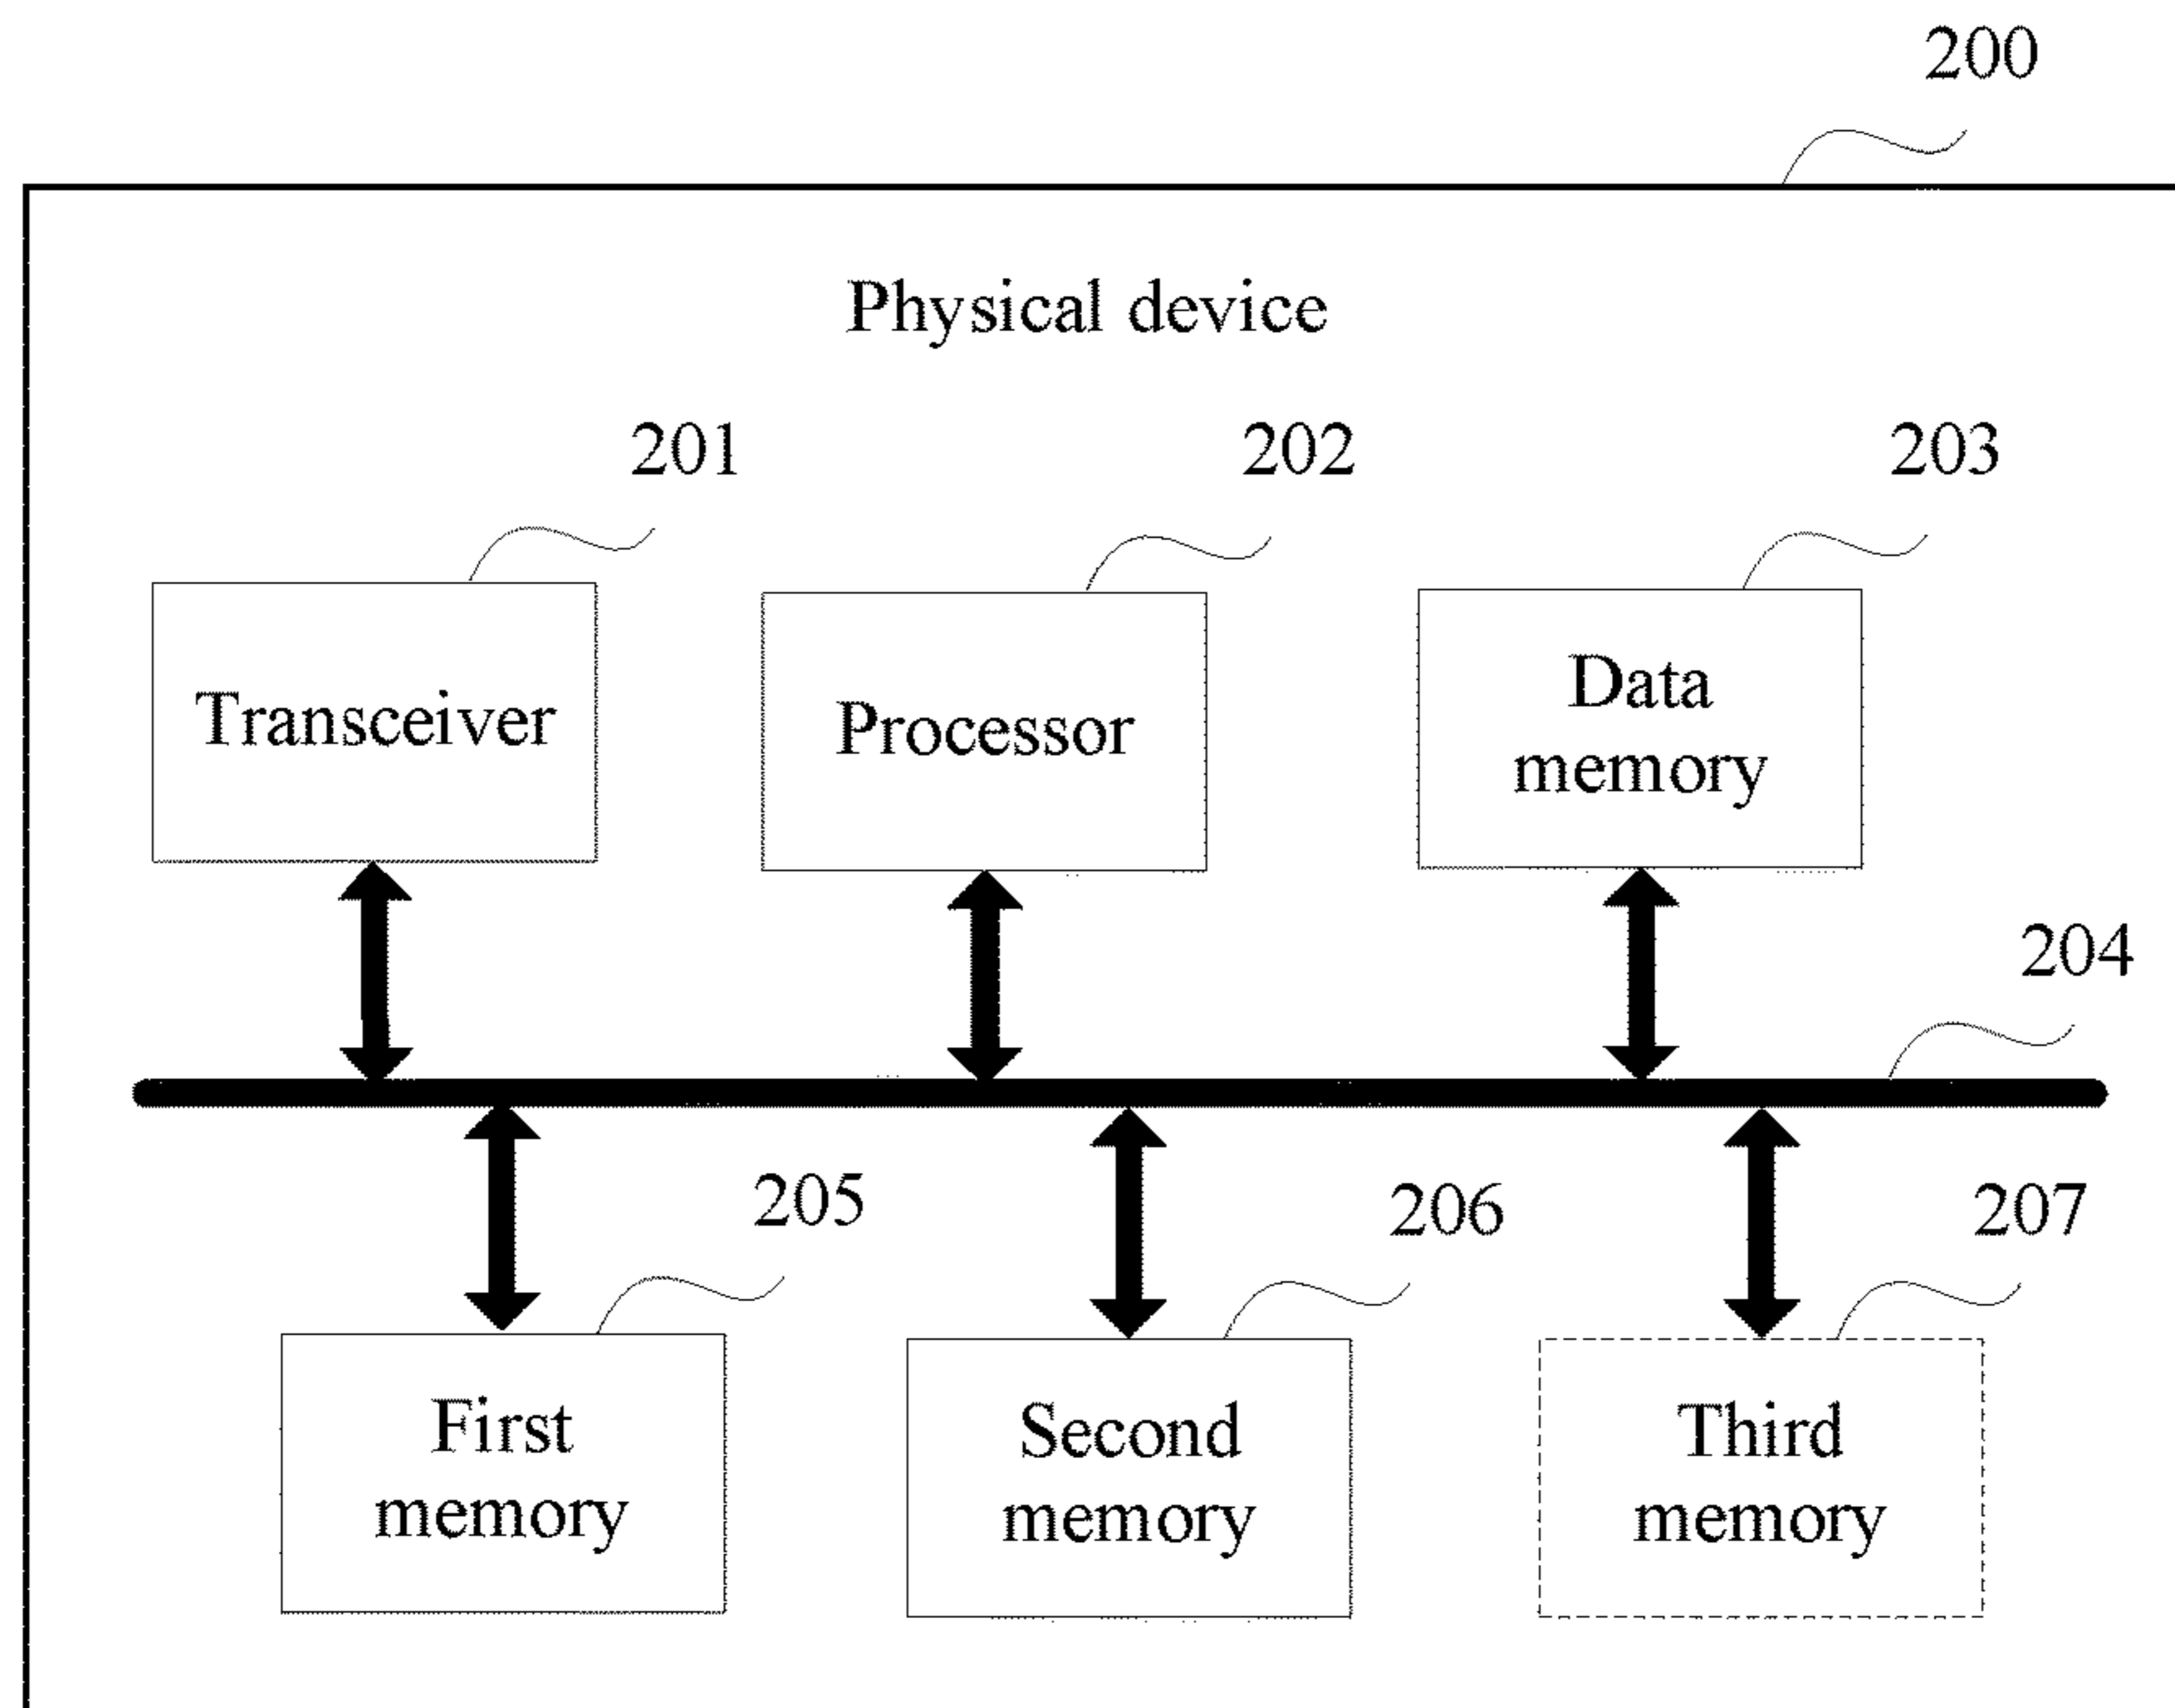 200
Physical device
201
202
203
Transceiver
Processor
Data
memory
204
205
206
207
First
memory
Second
memory
Third
memory